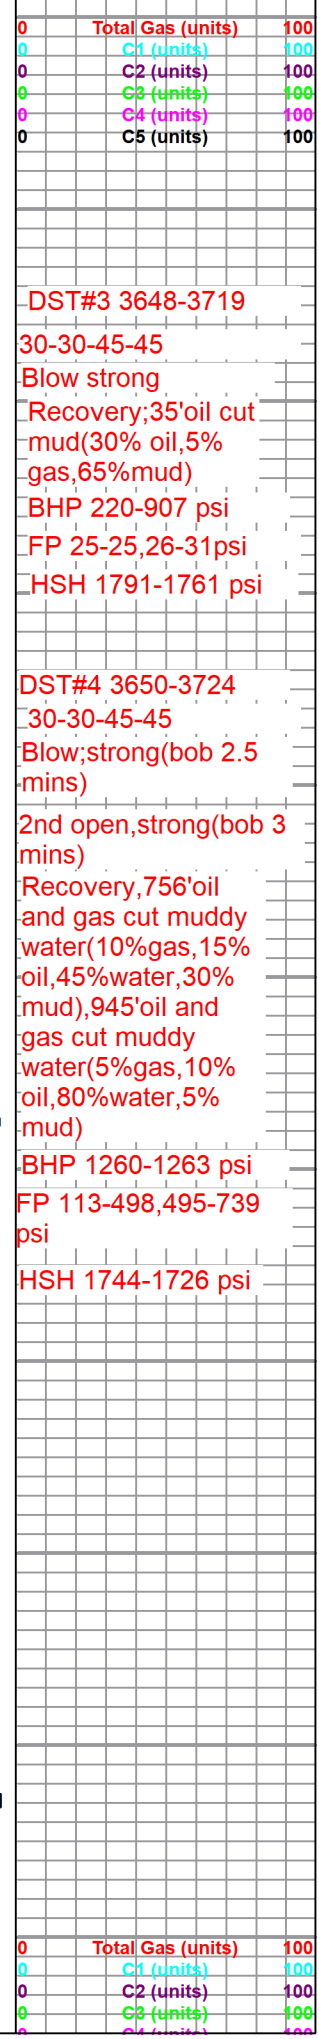 0 Total Gas (units) 100
0 C1 (units) 100
0 C2 (units) 100
0 C3 (units) 100
0 C4 (units) 100
0 C5 (units) 100
DST#3 3648-3719
30-30-45-45
Blow strong
Recovery;35'oil cut
mud(30% oil,5%
gas,65%mud)
BHP 220-907 psi
FP 25-25,26-31psi
HSH 1791-1761 psi
DST#4 3650-3724
30-30-45-45
Blow;strong(bob 2.5
mins)
2nd open,strong(bob 3
mins)
Recovery,756'oil
and gas cut muddy
water(10%gas,15%
oil,45%water,30%
mud),945'oil and
gas cut muddy
water(5%gas,10%
oil,80%water,5%
mud)
BHP 1260-1263 psi
FP 113-498,495-739
psi
HSH 1744-1726 psi
0 Total Gas (units) 100
0 C1 (units) 100
0 C2 (units) 100
0 C3 (units) 100
0 C4 (units) 100